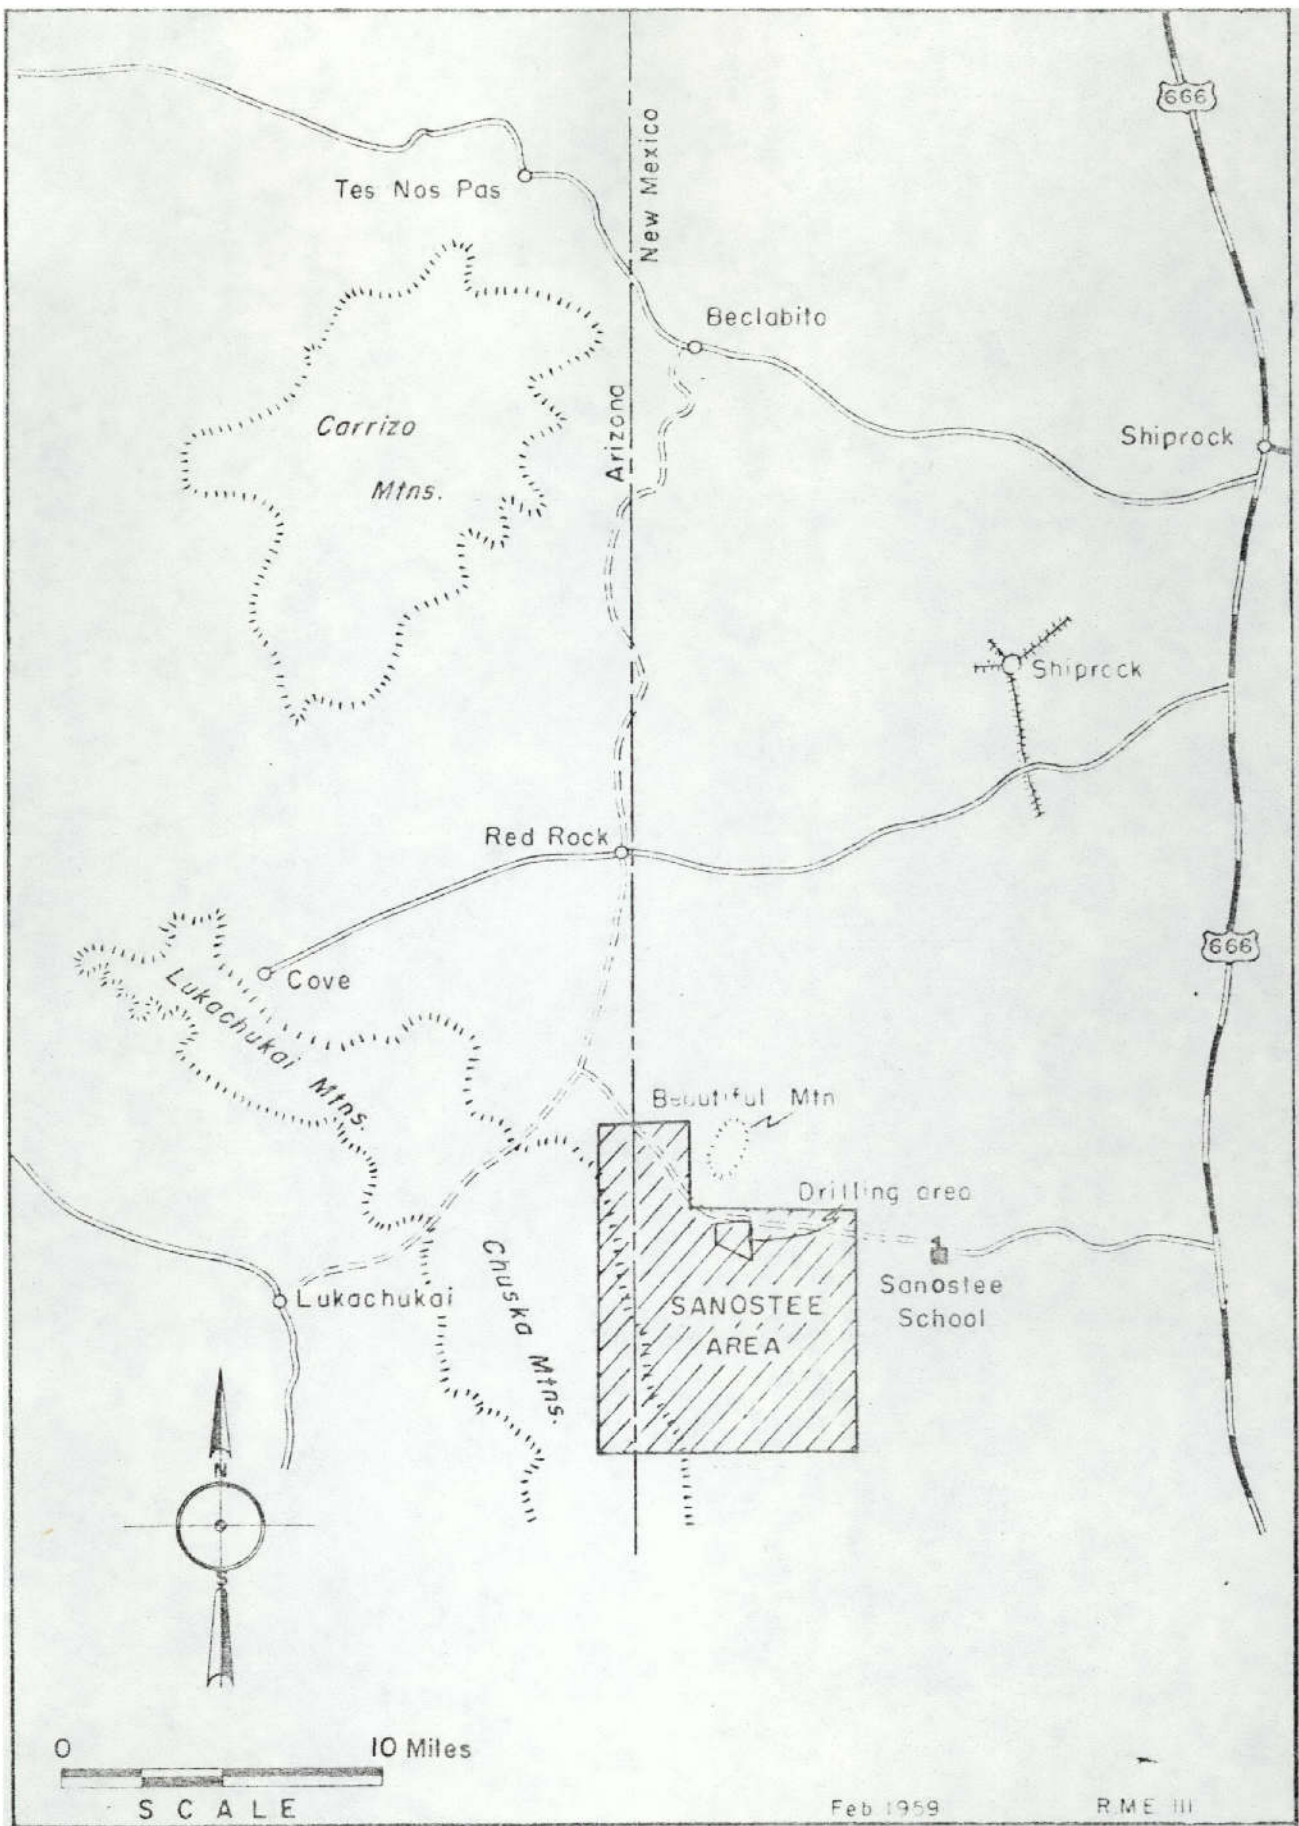 666
New Mexico
Tes Nos Pas
Beclabito
Arizona
Carrizo
Mtns.
Shiprock
Shiprock
Red Rock
666
Cove
Lukachukai Mtns.
Beautiful Mtn
Drilling area
Chuska Mtns.
Sanostee
School
Lukachukai
SANOSTEE
AREA
N
S
0 10 Miles
SCALE
Feb 1959 R.M.E. III